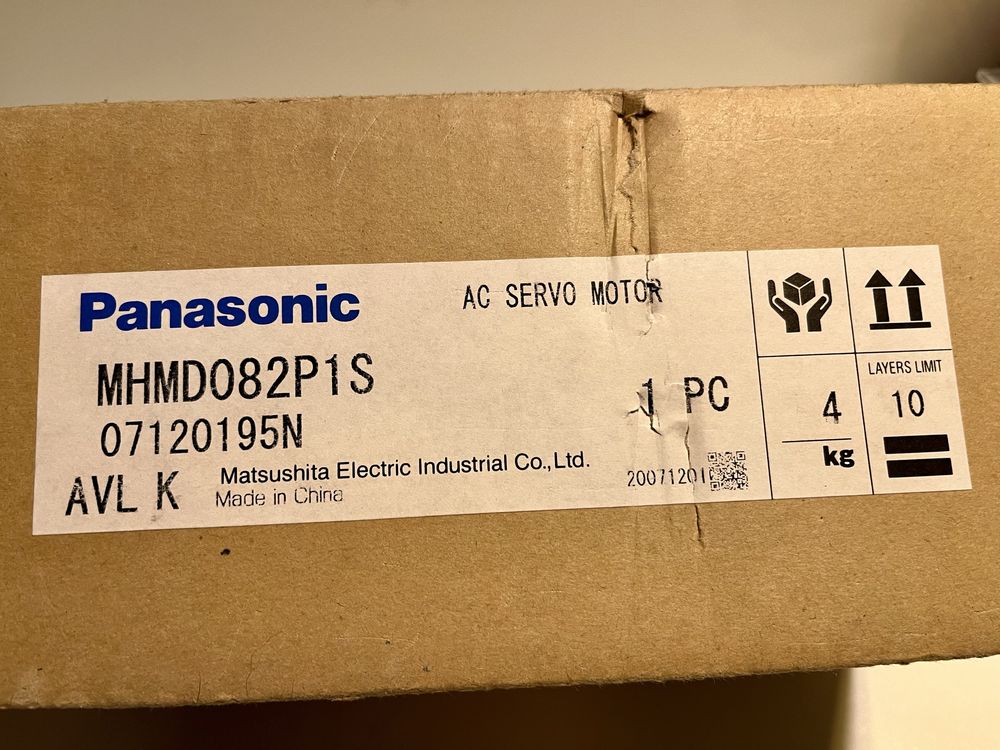 Panasonic
AC SERVO MOTOR
MHMD082P1S
1 PC
07120195N
AVL K
Matsushita Electric Industrial Co.,Ltd.
Made in China
20071201
4
kg
LAYERS LIMIT
10